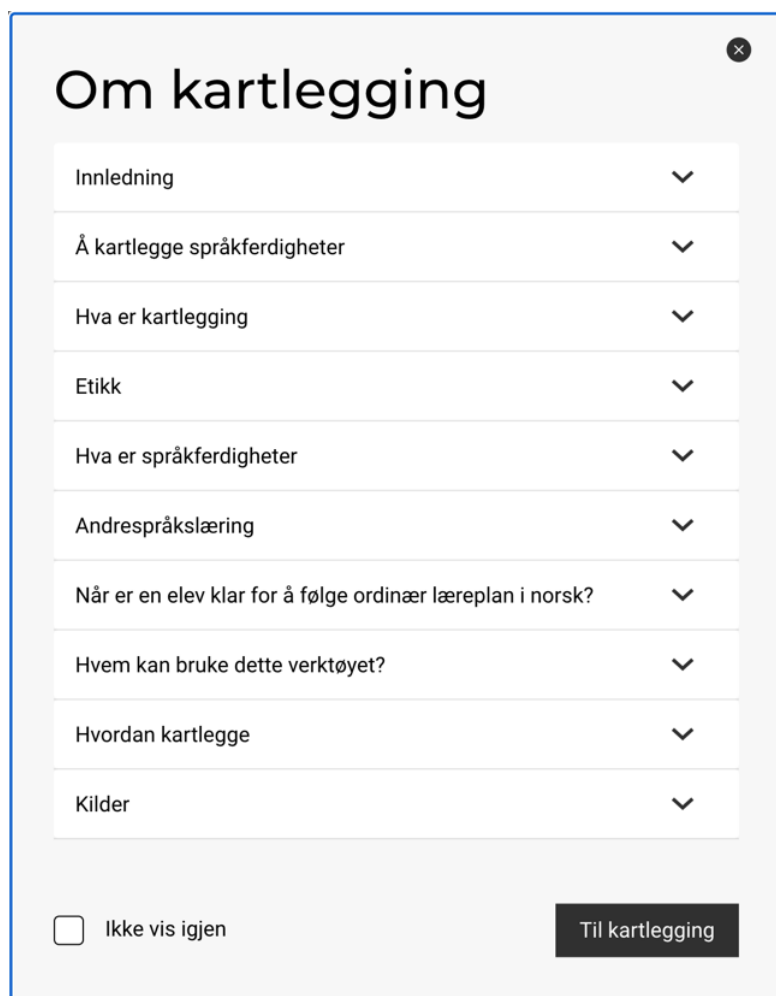 Om kartlegging
Innledning
Å kartlegge språkferdigheter
Hva er kartlegging
Etikk
Hva er språkferdigheter
Andrespråkslæring
Når er en elev klar for å følge ordinær læreplan i norsk?
Hvem kan bruke dette verktøyet?
Hvordan kartlegge
Kilder
Ikke vis igjen
Til kartlegging